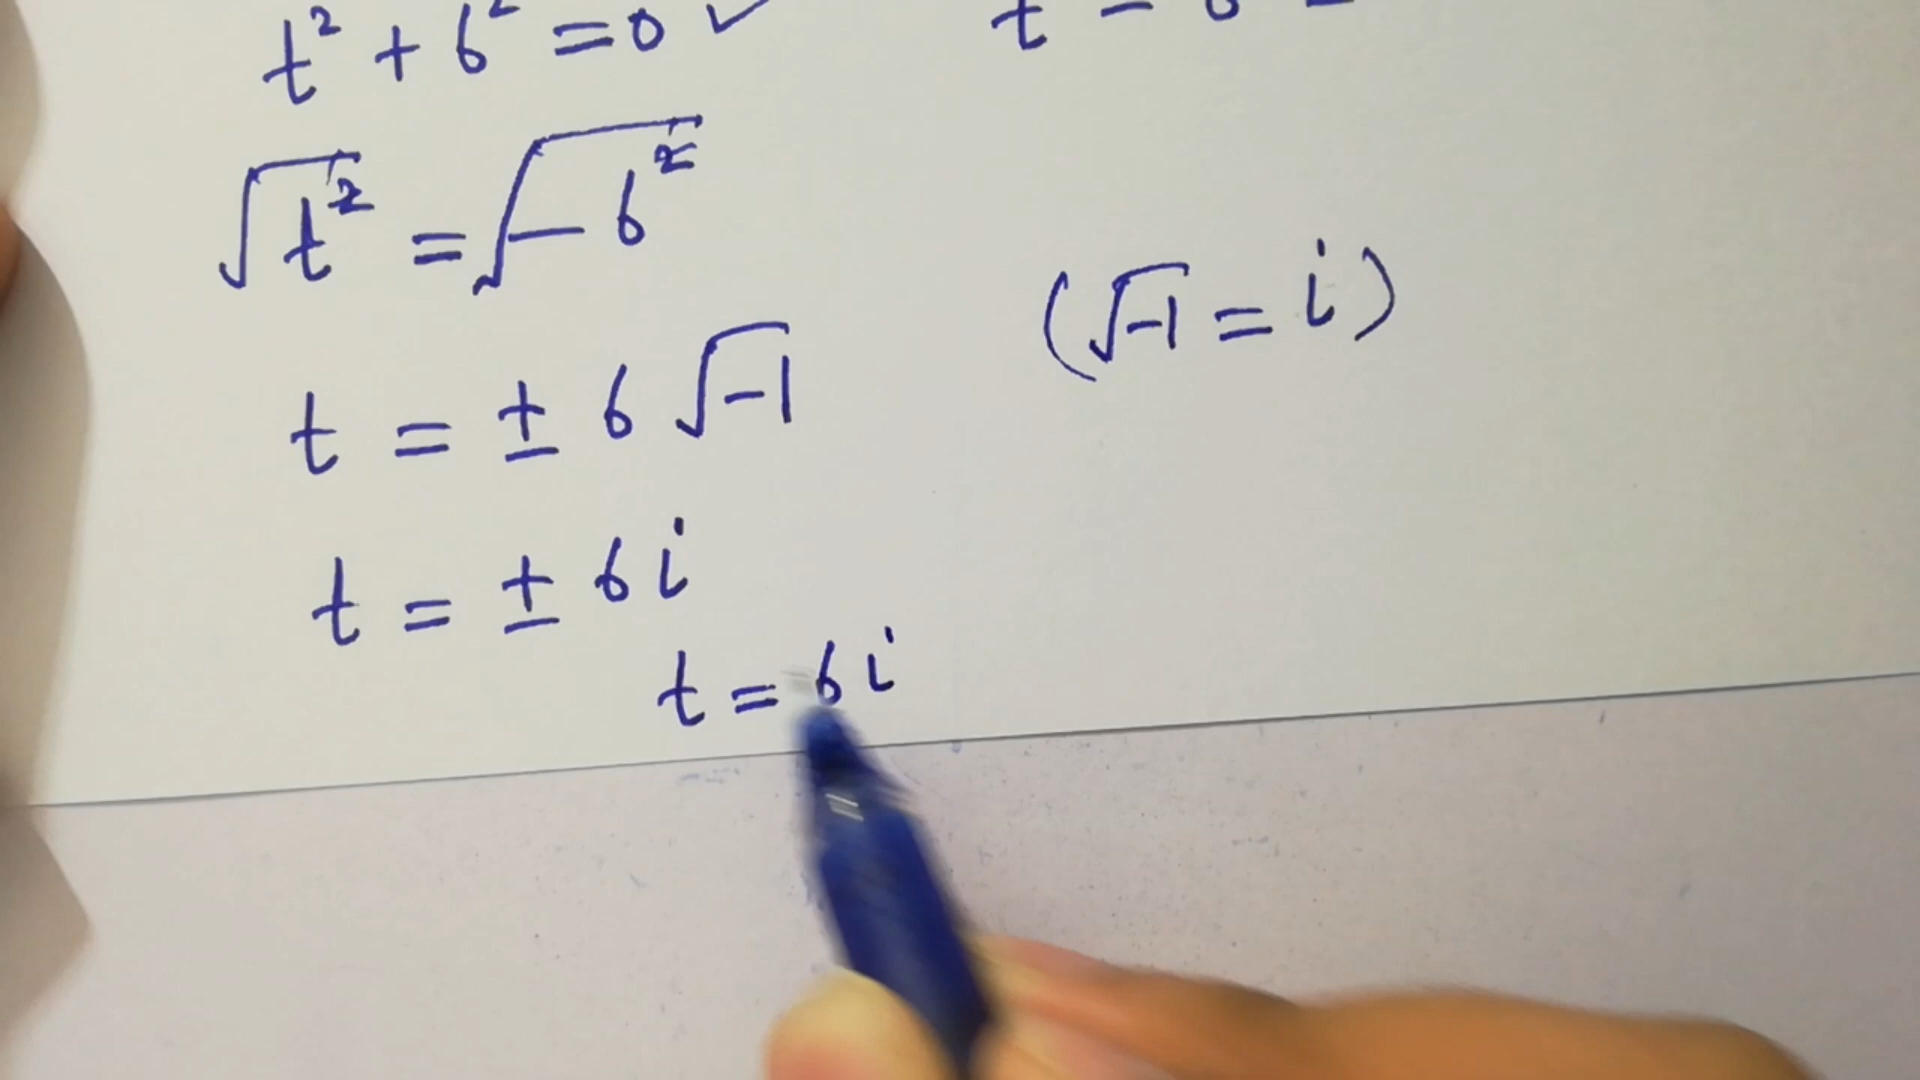 t² + 6² = 0 ✓
√t² = √-6²
(√-1 = i)
t = ± 6 √-1
t = ± 6i
t = 6i